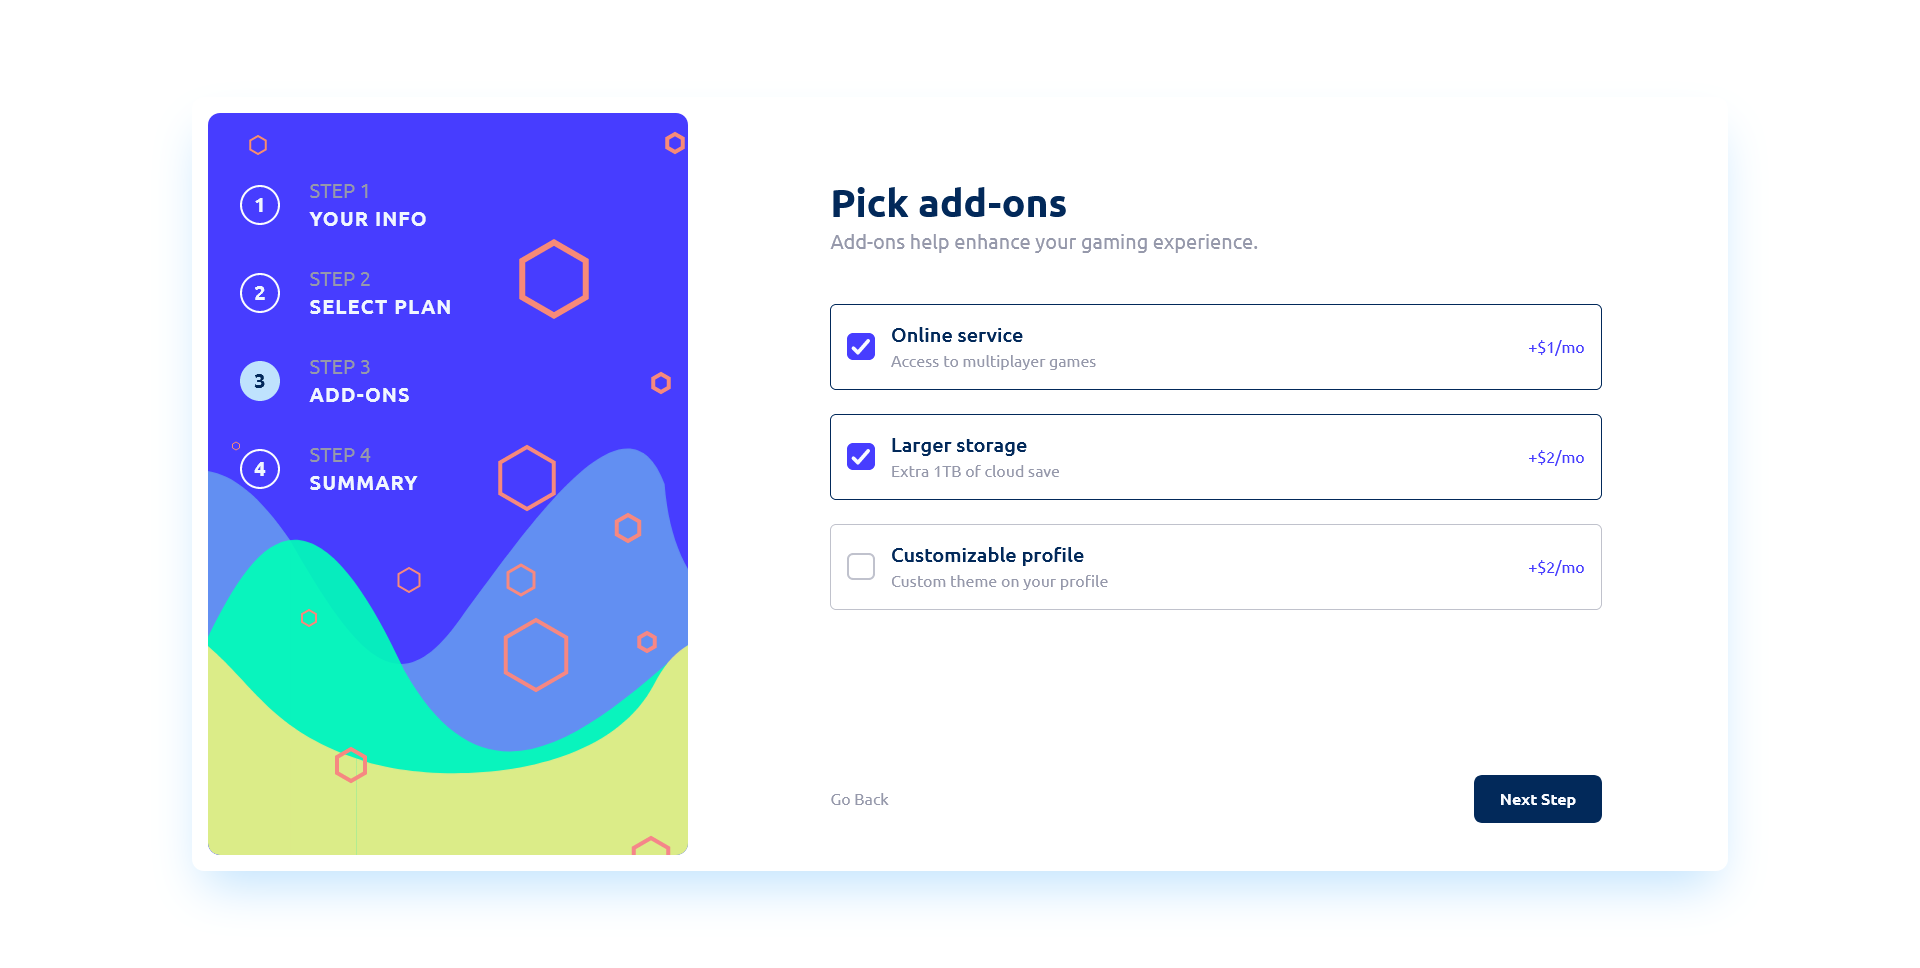 1
STEP 1
YOUR INFO
2
STEP 2
SELECT PLAN
3
STEP 3
ADD-ONS
4
STEP 4
SUMMARY
Pick add-ons
Add-ons help enhance your gaming experience.
Online service
Access to multiplayer games
+$1/mo
Larger storage
Extra 1TB of cloud save
+$2/mo
Customizable profile
Custom theme on your profile
+$2/mo
Go Back
Next Step